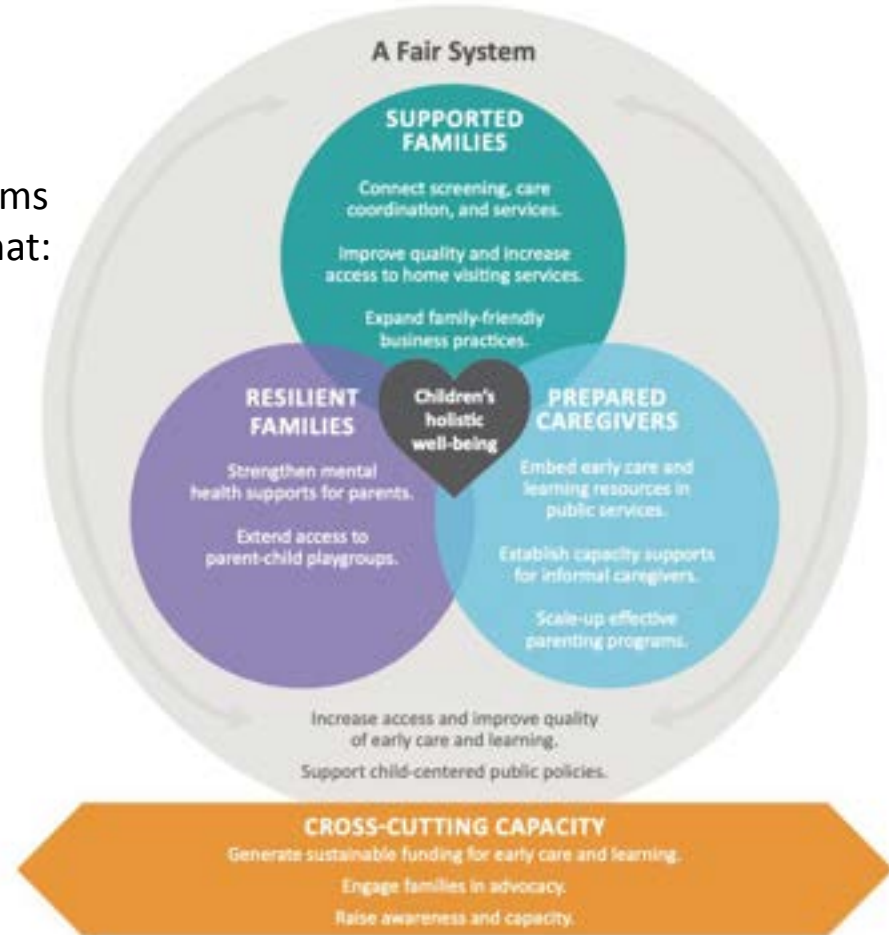 A Fair System
SUPPORTED
FAMILIES
Connect screening, care
coordination, and services.
Improve quality and increase
access to home visiting services.
Expand family-friendly
business practices.
RESILIENT
FAMILIES
Strengthen mental
health supports for parents.
Extend access to
parent-child playgroups.
Children's
holistic
well-being
PREPARED
CAREGIVERS
Embed early care and
learning resources in
public services.
Establish capacity supports
for informal caregivers.
Scale-up effective
parenting programs.
Increase access and improve quality
of early care and learning.
Support child-centered public policies.
CROSS-CUTTING CAPACITY
Generate sustainable funding for early care and learning.
Engage families in advocacy.
Raise awareness and capacity.